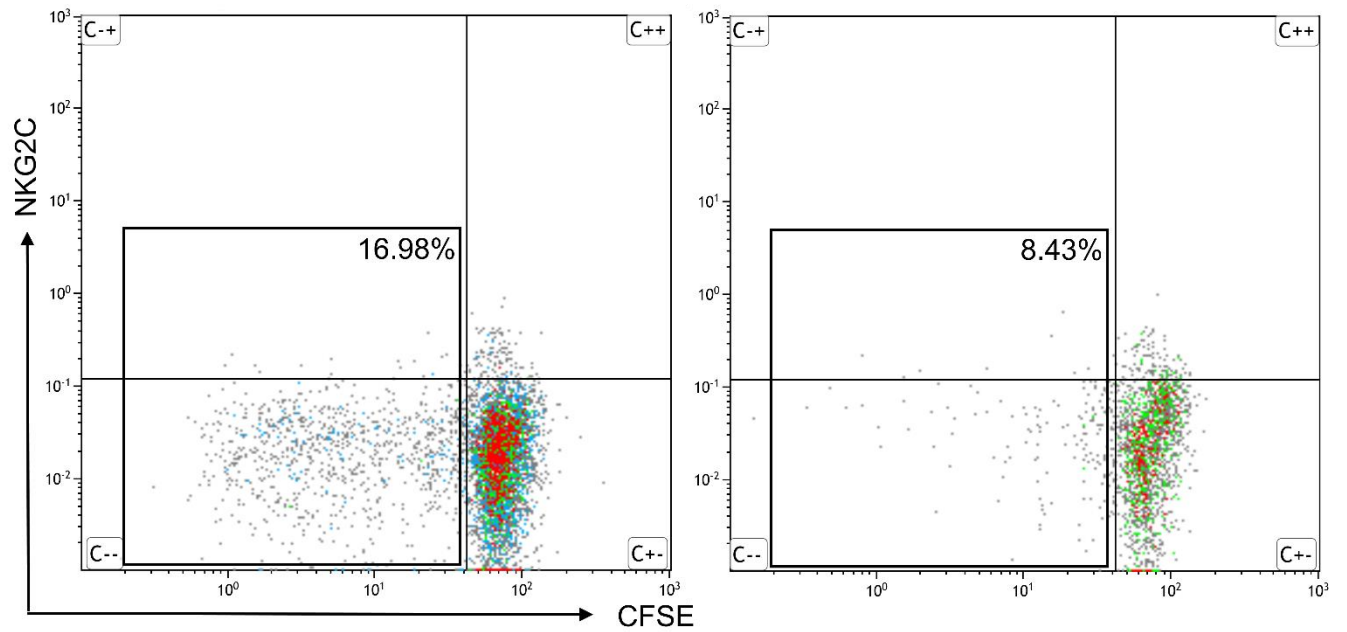 10³ C-+ C++ 10³ C-+ C++
10² 10²
NKG2C
10¹ 10¹
16.98% 8.43%
10⁰ 10⁰
10⁻¹ 10⁻¹
10⁻² 10⁻²
C-- C+- C-- C+-
10⁰ 10¹ 10² 10³ 10⁰ 10¹ 10² 10³
CFSE